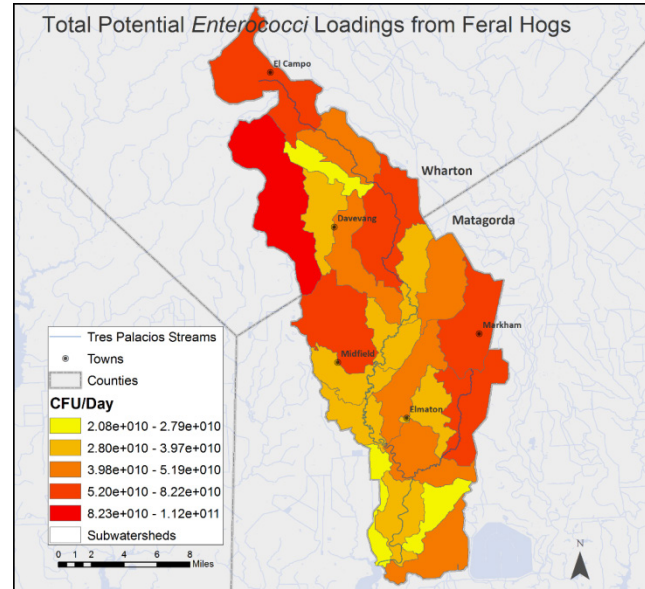 Total Potential Enterococci Loadings from Feral Hogs
El Campo
Wharton
Matagorda
Davevang
Markham
Midfield
Elmaton
Tres Palacios Streams
Towns
Counties
CFU/Day
2.08e+010 - 2.79e+010
2.80e+010 - 3.97e+010
3.98e+010 - 5.19e+010
5.20e+010 - 8.22e+010
8.23e+010 - 1.12e+011
Subwatersheds
0 1 2 4 6 8
Miles
N